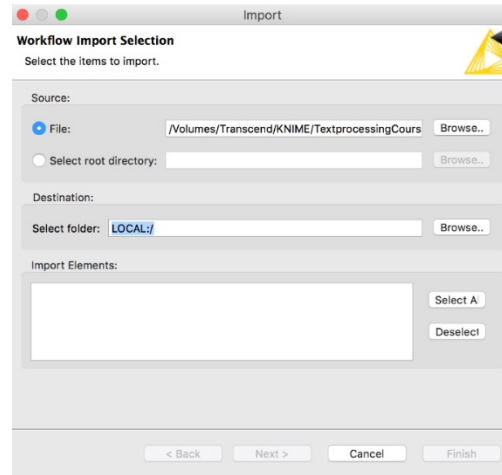 Import
Workflow Import Selection
Select the items to import.
Source:
File: /Volumes/Transcend/KNIME/TextprocessingCours Browse..
Select root directory: Browse..
Destination:
Select folder: LOCAL:/ Browse..
Import Elements:
Select A
Deselect
< Back Next > Cancel Finish